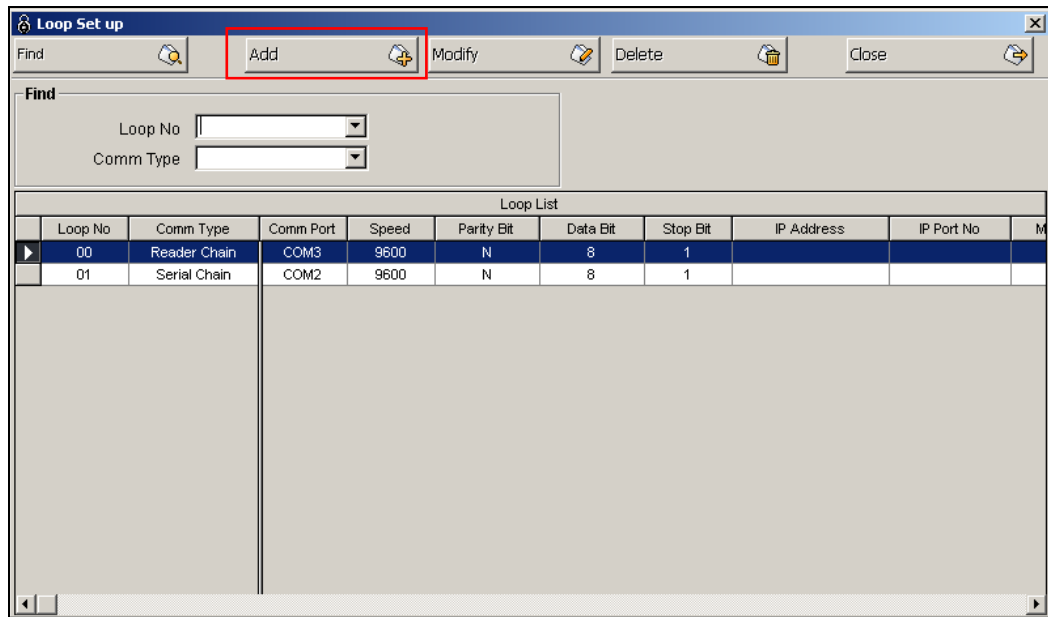 Loop Set up
Find Add Modify Delete Close
Find
Loop No
Comm Type
Loop List
Loop No Comm Type Comm Port Speed Parity Bit Data Bit Stop Bit IP Address IP Port No M
00 Reader Chain COM3 9600 N 8 1
01 Serial Chain COM2 9600 N 8 1